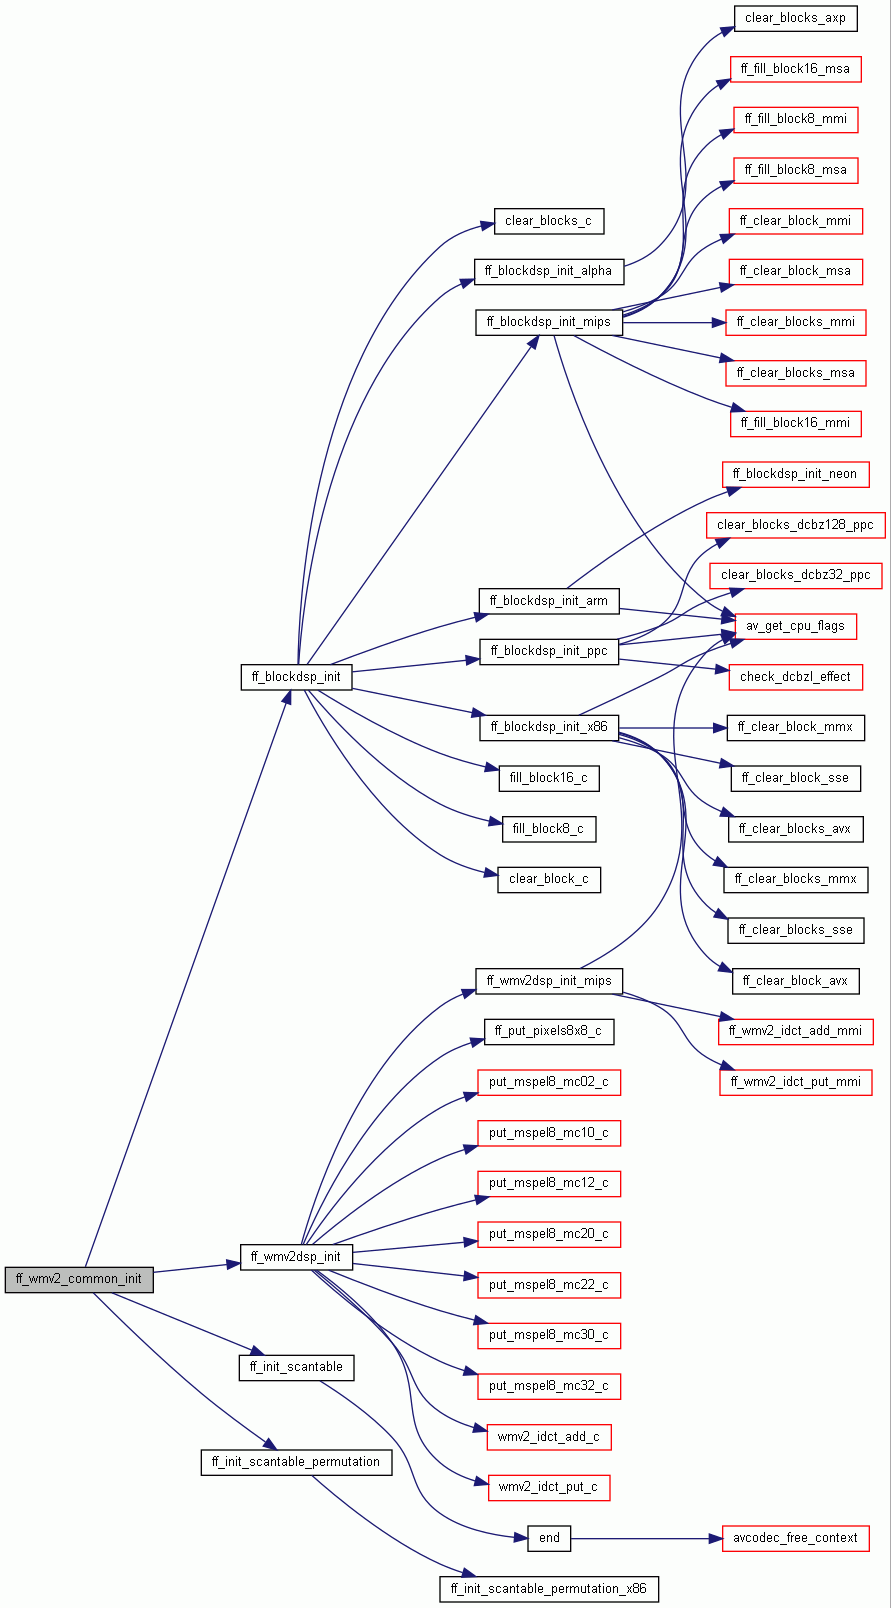 clear_blocks_axp
ff_fill_block16_msa
ff_fill_block8_mmi
ff_fill_block8_msa
clear_blocks_c
ff_clear_block_mmi
ff_blockdsp_init_alpha
ff_clear_block_msa
ff_blockdsp_init_mips
ff_clear_blocks_mmi
ff_clear_blocks_msa
ff_fill_block16_mmi
ff_blockdsp_init_neon
clear_blocks_dcbz128_ppc
clear_blocks_dcbz32_ppc
ff_blockdsp_init_arm
av_get_cpu_flags
ff_blockdsp_init_ppc
ff_blockdsp_init
check_dcbzl_effect
ff_blockdsp_init_x86
ff_clear_block_mmx
fill_block16_c
ff_clear_block_sse
fill_block8_c
ff_clear_blocks_avx
clear_block_c
ff_clear_blocks_mmx
ff_clear_blocks_sse
ff_wmv2dsp_init_mips
ff_clear_block_avx
ff_put_pixels8x8_c
ff_wmv2_idct_add_mmi
put_mspel8_mc02_c
ff_wmv2_idct_put_mmi
put_mspel8_mc10_c
put_mspel8_mc12_c
put_mspel8_mc20_c
ff_wmv2dsp_init
ff_wmv2_common_init
put_mspel8_mc22_c
put_mspel8_mc30_c
ff_init_scantable
put_mspel8_mc32_c
wmv2_idct_add_c
ff_init_scantable_permutation
wmv2_idct_put_c
end
avcodec_free_context
ff_init_scantable_permutation_x86